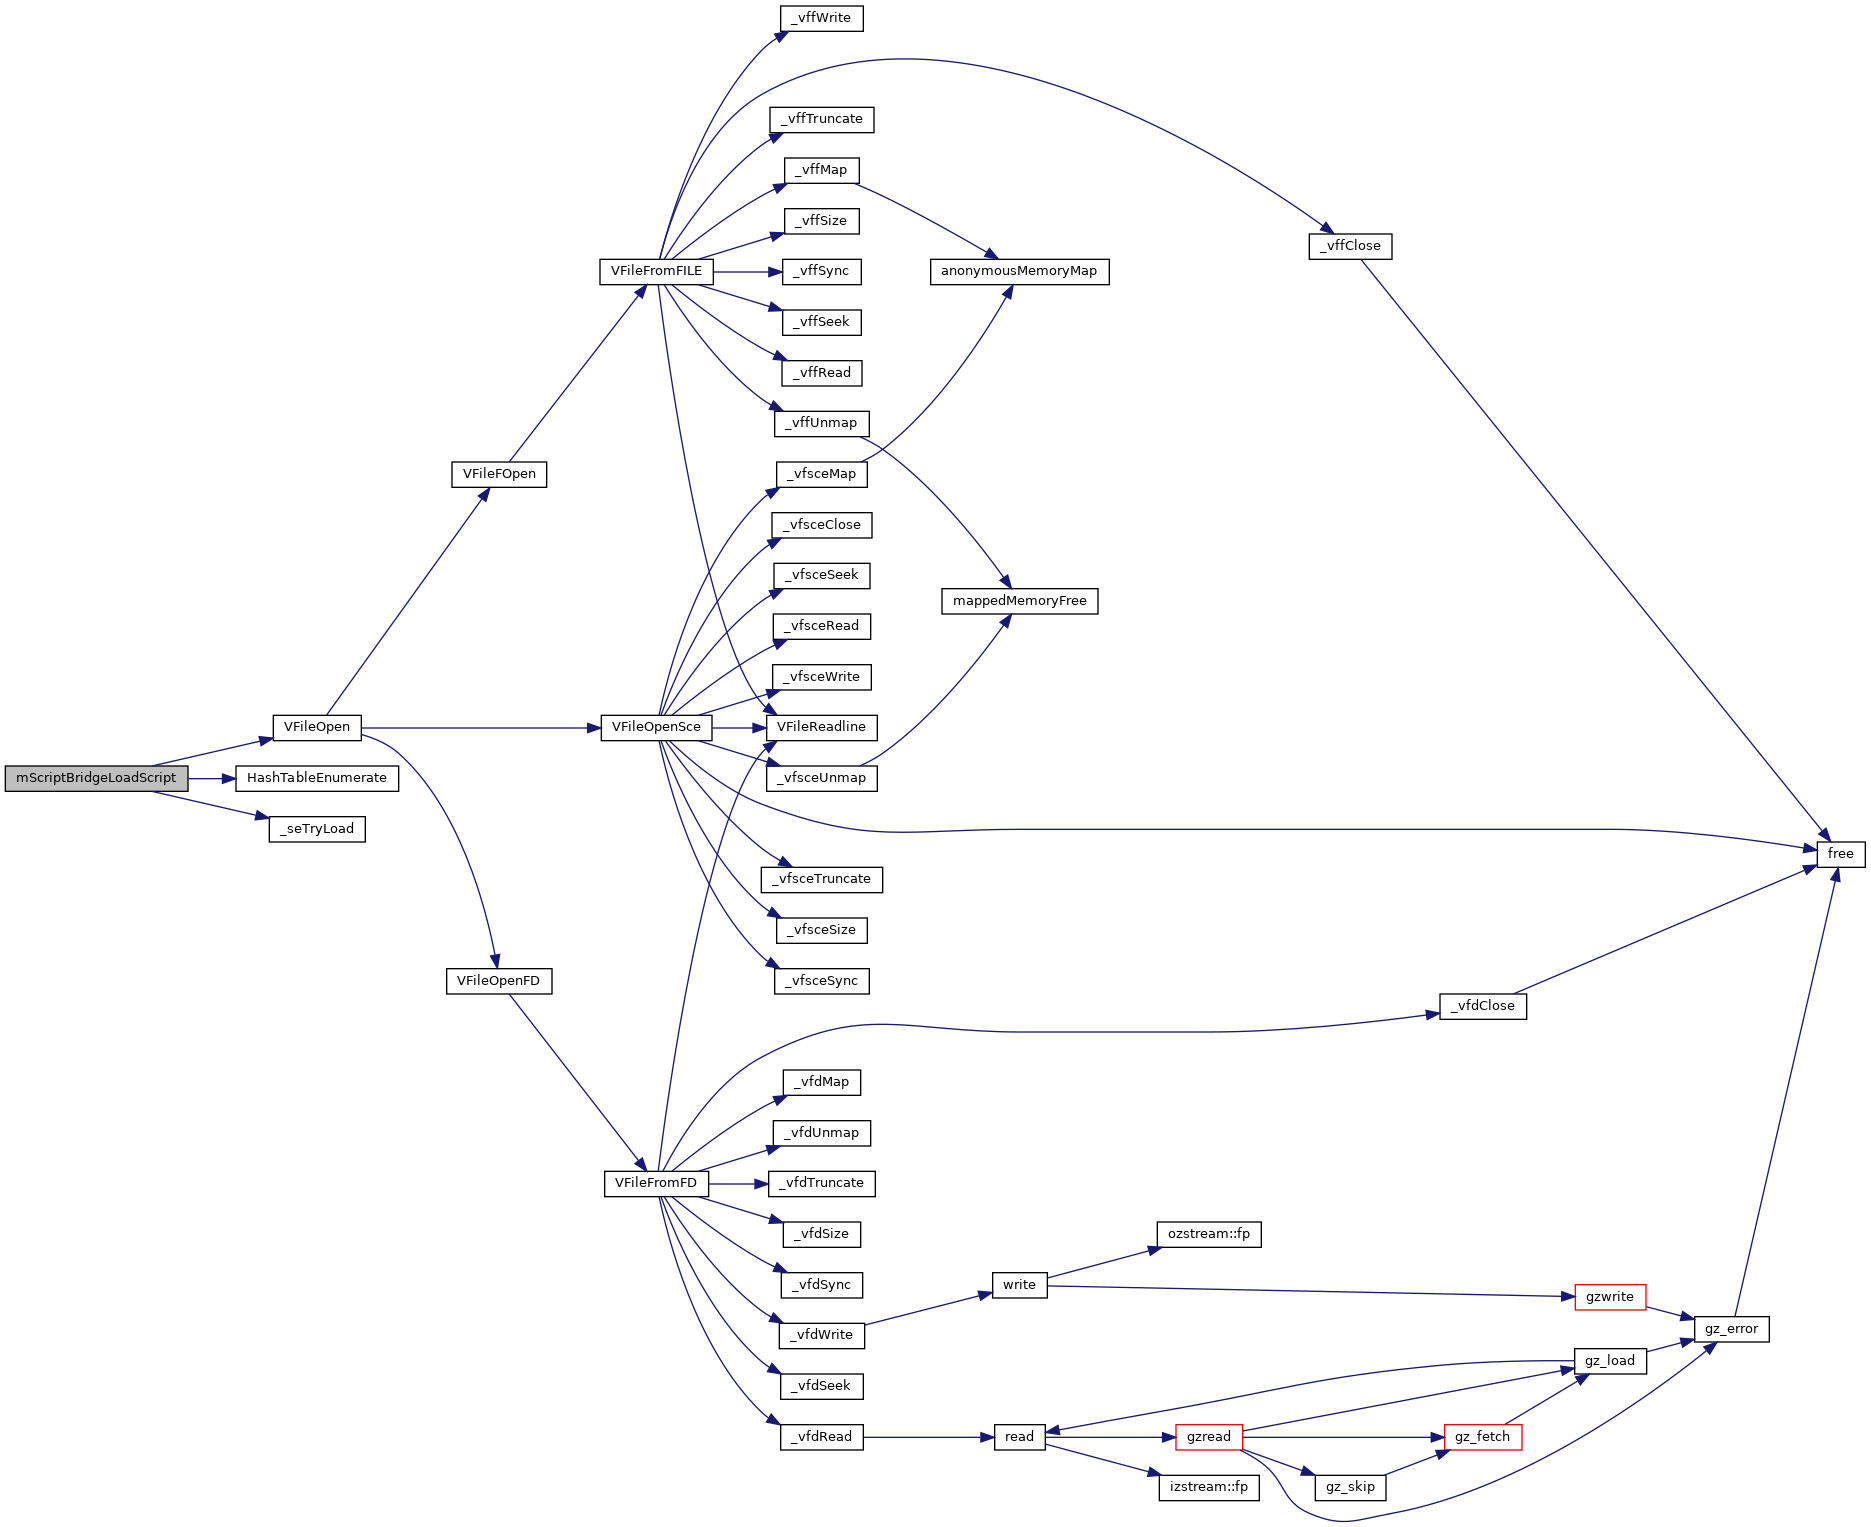 _vffWrite
_vffTruncate
_vffMap
_vffSize
_vffClose
VFileFromFILE
_vffSync
anonymousMemoryMap
_vffSeek
_vffRead
_vffUnmap
VFileFOpen
_vfsceMap
_vfsceClose
_vfsceSeek
mappedMemoryFree
_vfsceRead
_vfsceWrite
VFileOpen
VFileOpenSce
VFileReadline
mScriptBridgeLoadScript
HashTableEnumerate
_vfsceUnmap
_seTryLoad
free
_vfsceTruncate
_vfsceSize
VFileOpenFD
_vfsceSync
_vfdClose
_vfdMap
_vfdUnmap
VFileFromFD
_vfdTruncate
_vfdSize
ozstream::fp
_vfdSync
write
gzwrite
_vfdWrite
gz_error
gz_load
_vfdSeek
_vfdRead
read
gzread
gz_fetch
izstream::fp
gz_skip